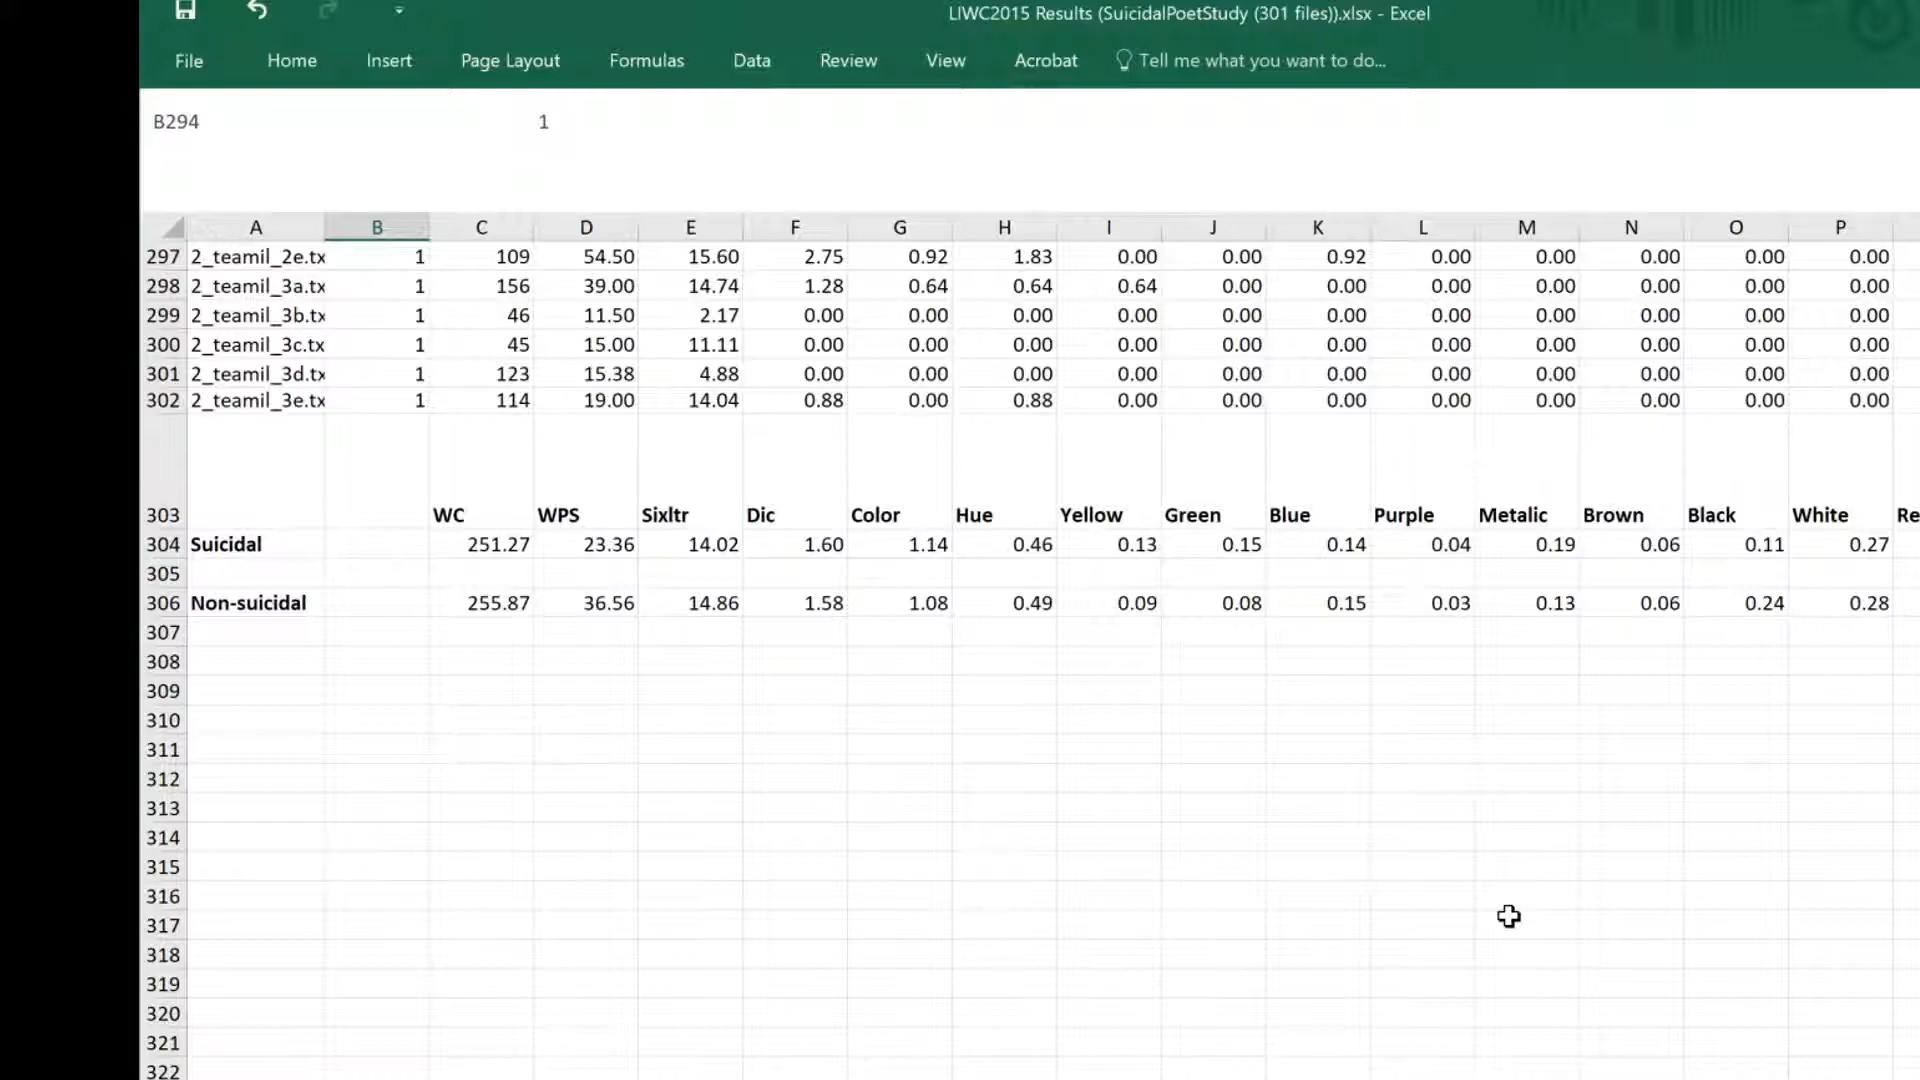 LIWC2015 Results (SuicidalPoetStudy (301 files)).xlsx - Excel
File Home Insert Page Layout Formulas Data Review View Acrobat Tell me what you want to do...
B294 1
A B C D E F G H I J K L M N O P
297 2_teamil_2e.tx 1 109 54.50 15.60 2.75 0.92 1.83 0.00 0.00 0.92 0.00 0.00 0.00 0.00 0.00
298 2_teamil_3a.tx 1 156 39.00 14.74 1.28 0.64 0.64 0.64 0.00 0.00 0.00 0.00 0.00 0.00 0.00
299 2_teamil_3b.tx 1 46 11.50 2.17 0.00 0.00 0.00 0.00 0.00 0.00 0.00 0.00 0.00 0.00 0.00
300 2_teamil_3c.tx 1 45 15.00 11.11 0.00 0.00 0.00 0.00 0.00 0.00 0.00 0.00 0.00 0.00 0.00
301 2_teamil_3d.tx 1 123 15.38 4.88 0.00 0.00 0.00 0.00 0.00 0.00 0.00 0.00 0.00 0.00 0.00
302 2_teamil_3e.tx 1 114 19.00 14.04 0.88 0.00 0.88 0.00 0.00 0.00 0.00 0.00 0.00 0.00 0.00
303 WC WPS Sixltr Dic Color Hue Yellow Green Blue Purple Metalic Brown Black White Re
304 Suicidal 251.27 23.36 14.02 1.60 1.14 0.46 0.13 0.15 0.14 0.04 0.19 0.06 0.11 0.27
305
306 Non-suicidal 255.87 36.56 14.86 1.58 1.08 0.49 0.09 0.08 0.15 0.03 0.13 0.06 0.24 0.28
307
308
309
310
311
312
313
314
315
316
317
318
319
320
321
322